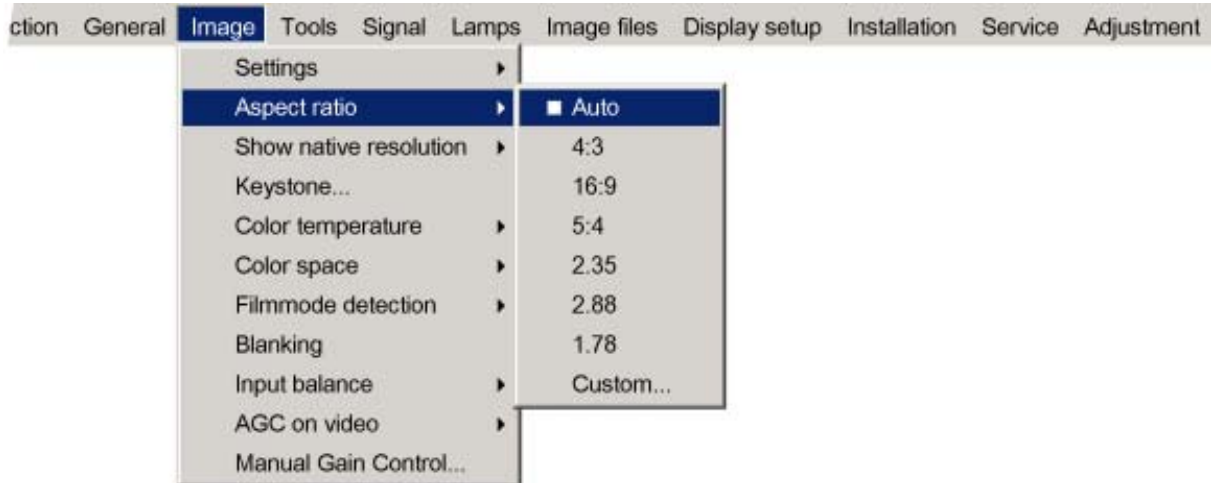 ction General Image Tools Signal Lamps Image files Display setup Installation Service Adjustment
Settings
Aspect ratio
Show native resolution
Keystone...
Color temperature
Color space
Filmmode detection
Blanking
Input balance
AGC on video
Manual Gain Control...
Auto
4:3
16:9
5:4
2.35
2.88
1.78
Custom...